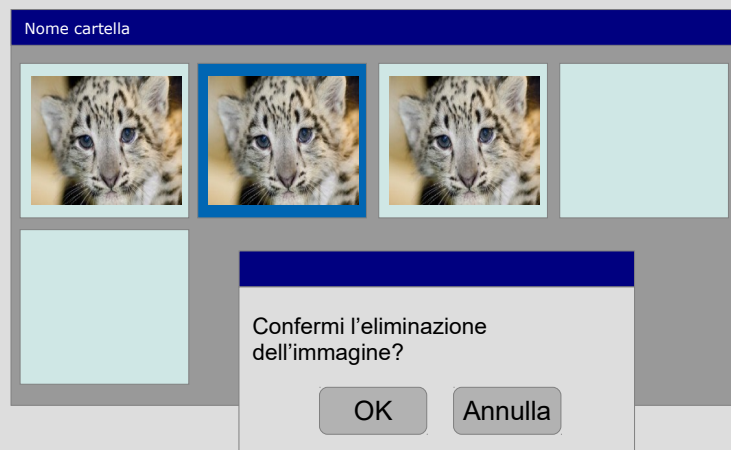 Nome cartella
Confermi l’eliminazione
dell’immagine?
OK
Annulla